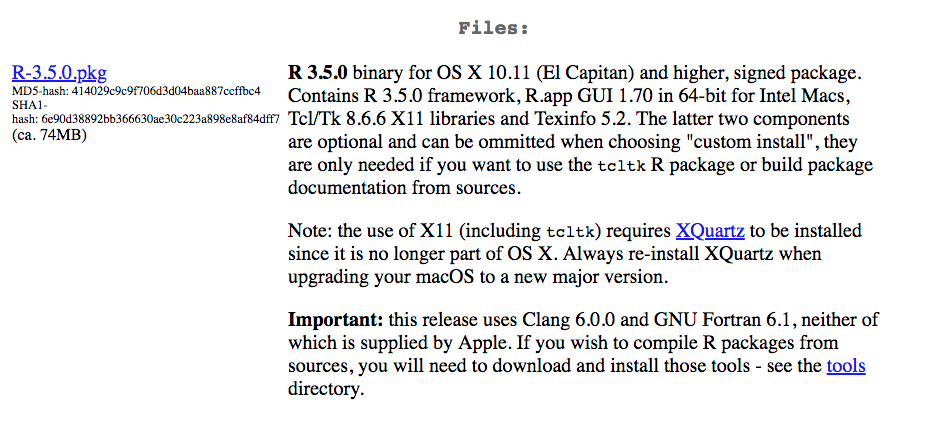 Files:
R-3.5.0.pkg
MD5-hash: 414029c9c9f706d3d04baa887ccffbc4
SHA1-
hash: 6e90d38892bb366630ae30c223a898e8af84dff7
(ca. 74MB)
R 3.5.0 binary for OS X 10.11 (El Capitan) and higher, signed package.
Contains R 3.5.0 framework, R.app GUI 1.70 in 64-bit for Intel Macs,
Tcl/Tk 8.6.6 X11 libraries and Texinfo 5.2. The latter two components
are optional and can be ommitted when choosing "custom install", they
are only needed if you want to use the tcltk R package or build package
documentation from sources.
Note: the use of X11 (including tcltk) requires XQuartz to be installed
since it is no longer part of OS X. Always re-install XQuartz when
upgrading your macOS to a new major version.
Important: this release uses Clang 6.0.0 and GNU Fortran 6.1, neither of
which is supplied by Apple. If you wish to compile R packages from
sources, you will need to download and install those tools - see the tools
directory.